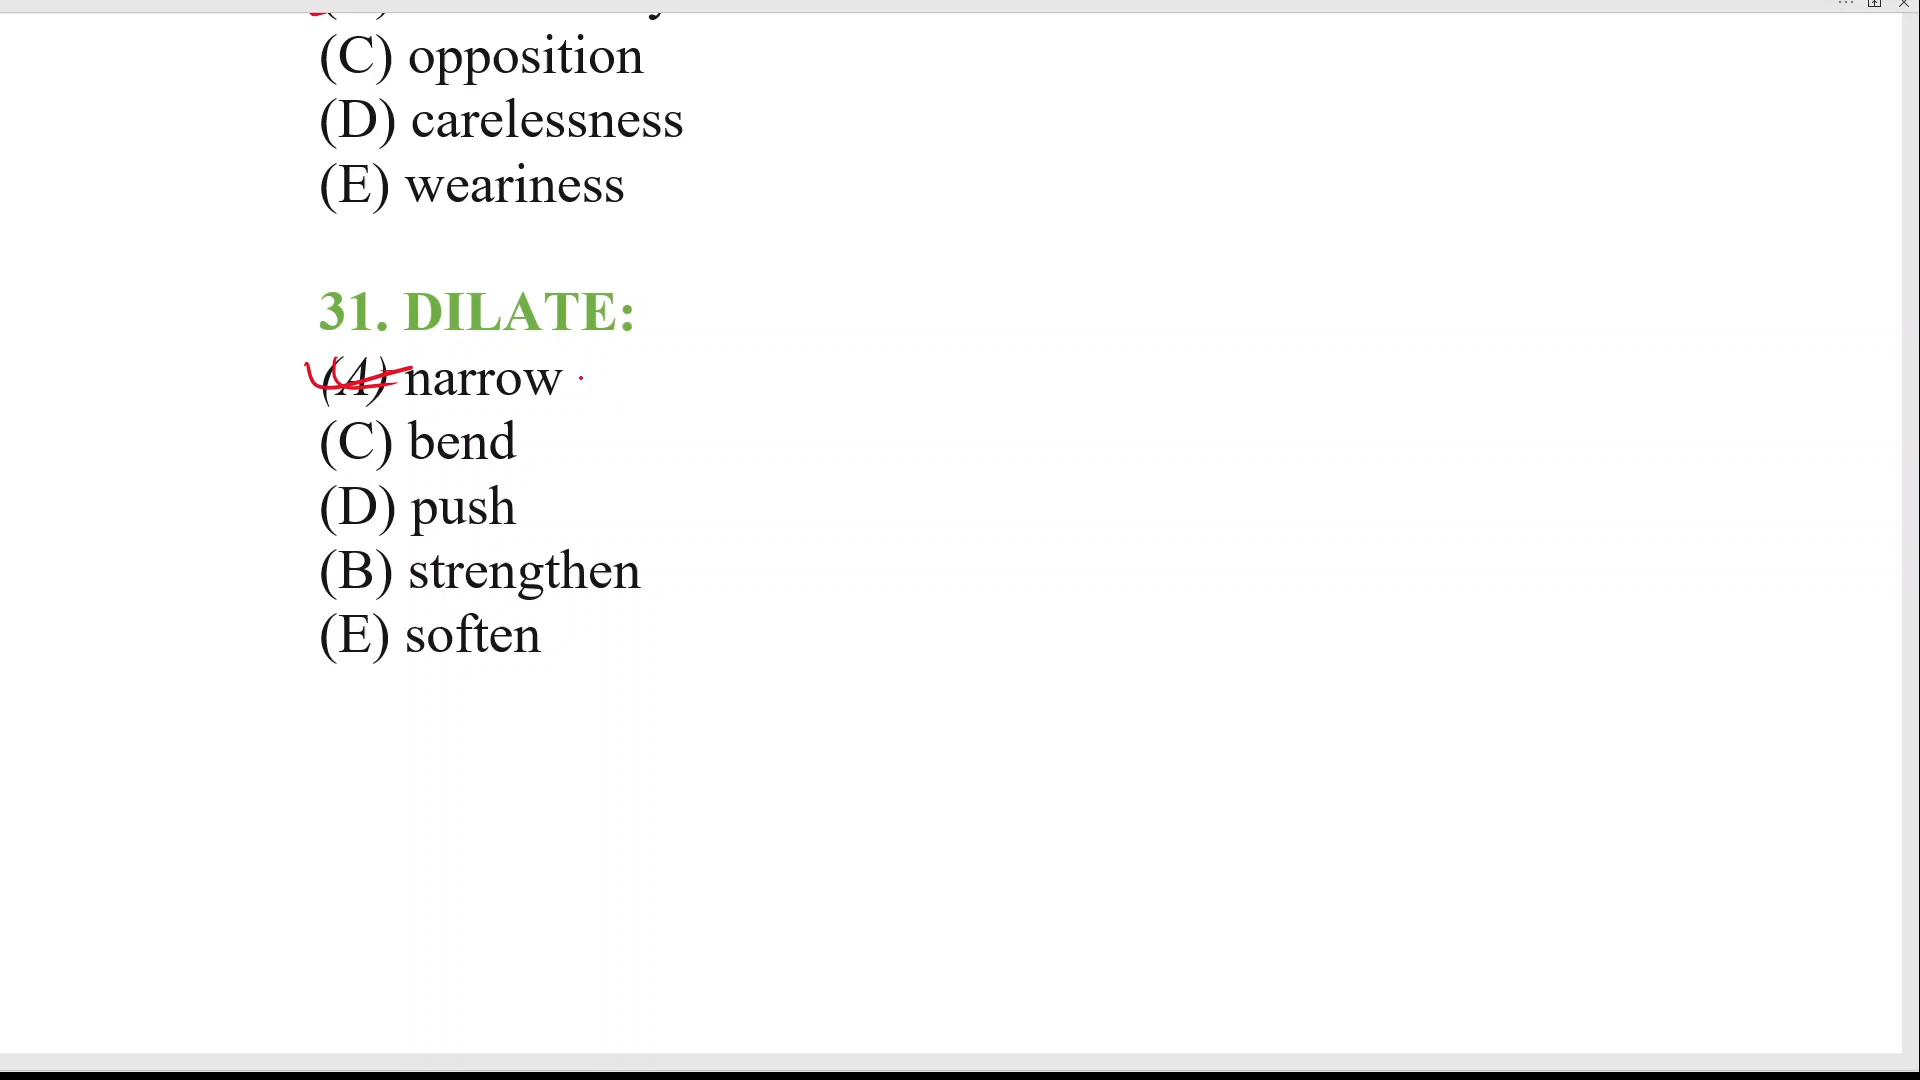 (C) opposition
(D) carelessness
(E) weariness
31. DILATE:
(A) narrow
(C) bend
(D) push
(B) strengthen
(E) soften